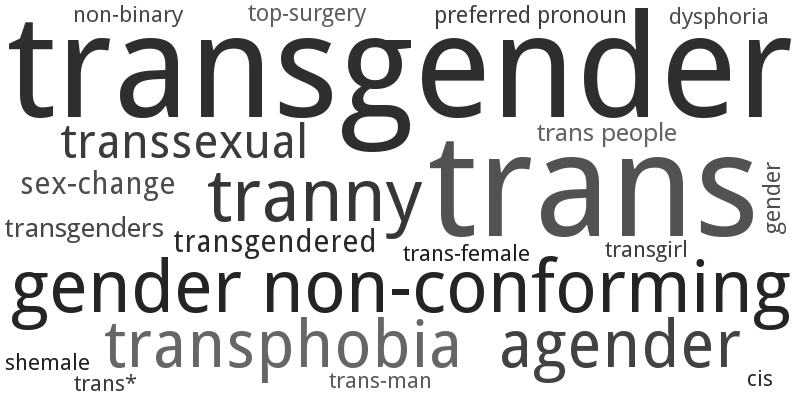 non-binary
top-surgery
preferred pronoun
dysphoria
transgender
transsexual
trans people
trans
sex-change
tranny
gender
transgenders
transgendered
trans-female
transgirl
gender non-conforming
transphobia
agender
shemale
trans*
trans-man
cis